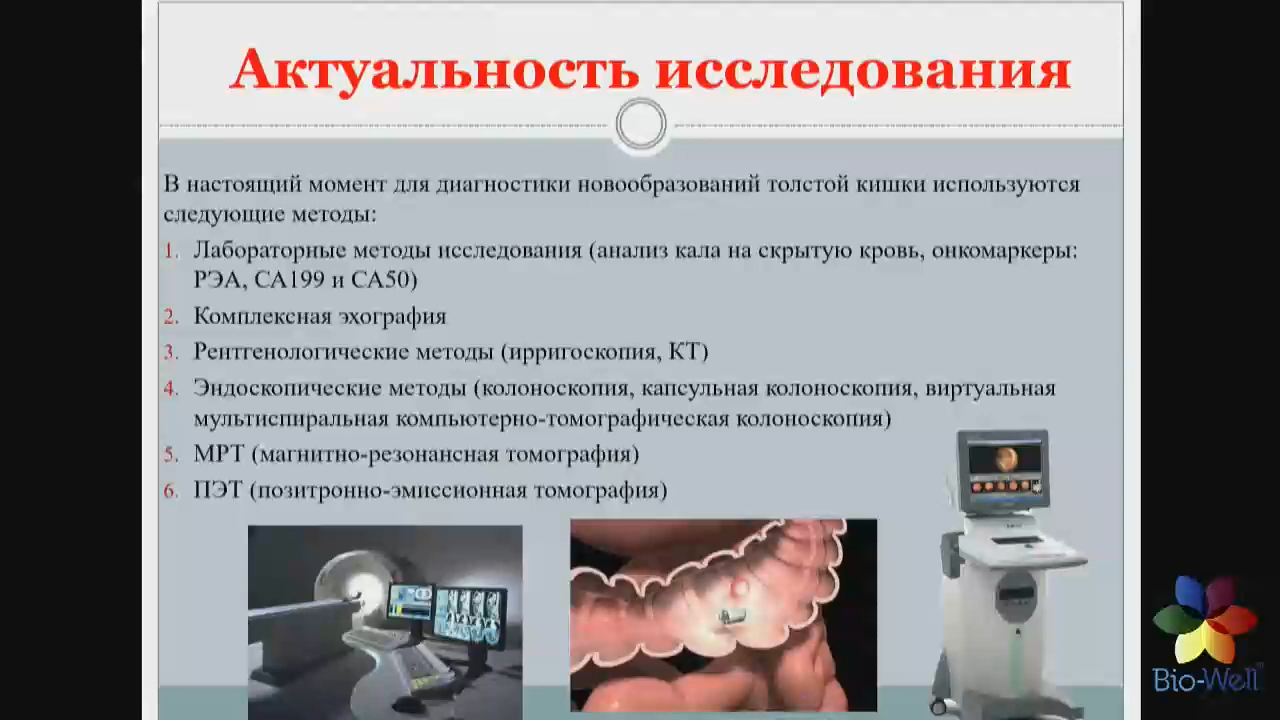 Актуальность исследования
В настоящий момент для диагностики новообразований толстой кишки используются
следующие методы:
1. Лабораторные методы исследования (анализ кала на скрытую кровь, онкомаркеры:
РЭА, СА199 и СА50)
2. Комплексная эхография
3. Рентгенологические методы (ирригоскопия, КТ)
4. Эндоскопические методы (колоноскопия, капсульная колоноскопия, виртуальная
мультиспиральная компьютерно-томографическая колоноскопия)
5. МРТ (магнитно-резонансная томография)
6. ПЭТ (позитронно-эмиссионная томография)
Bio-Well